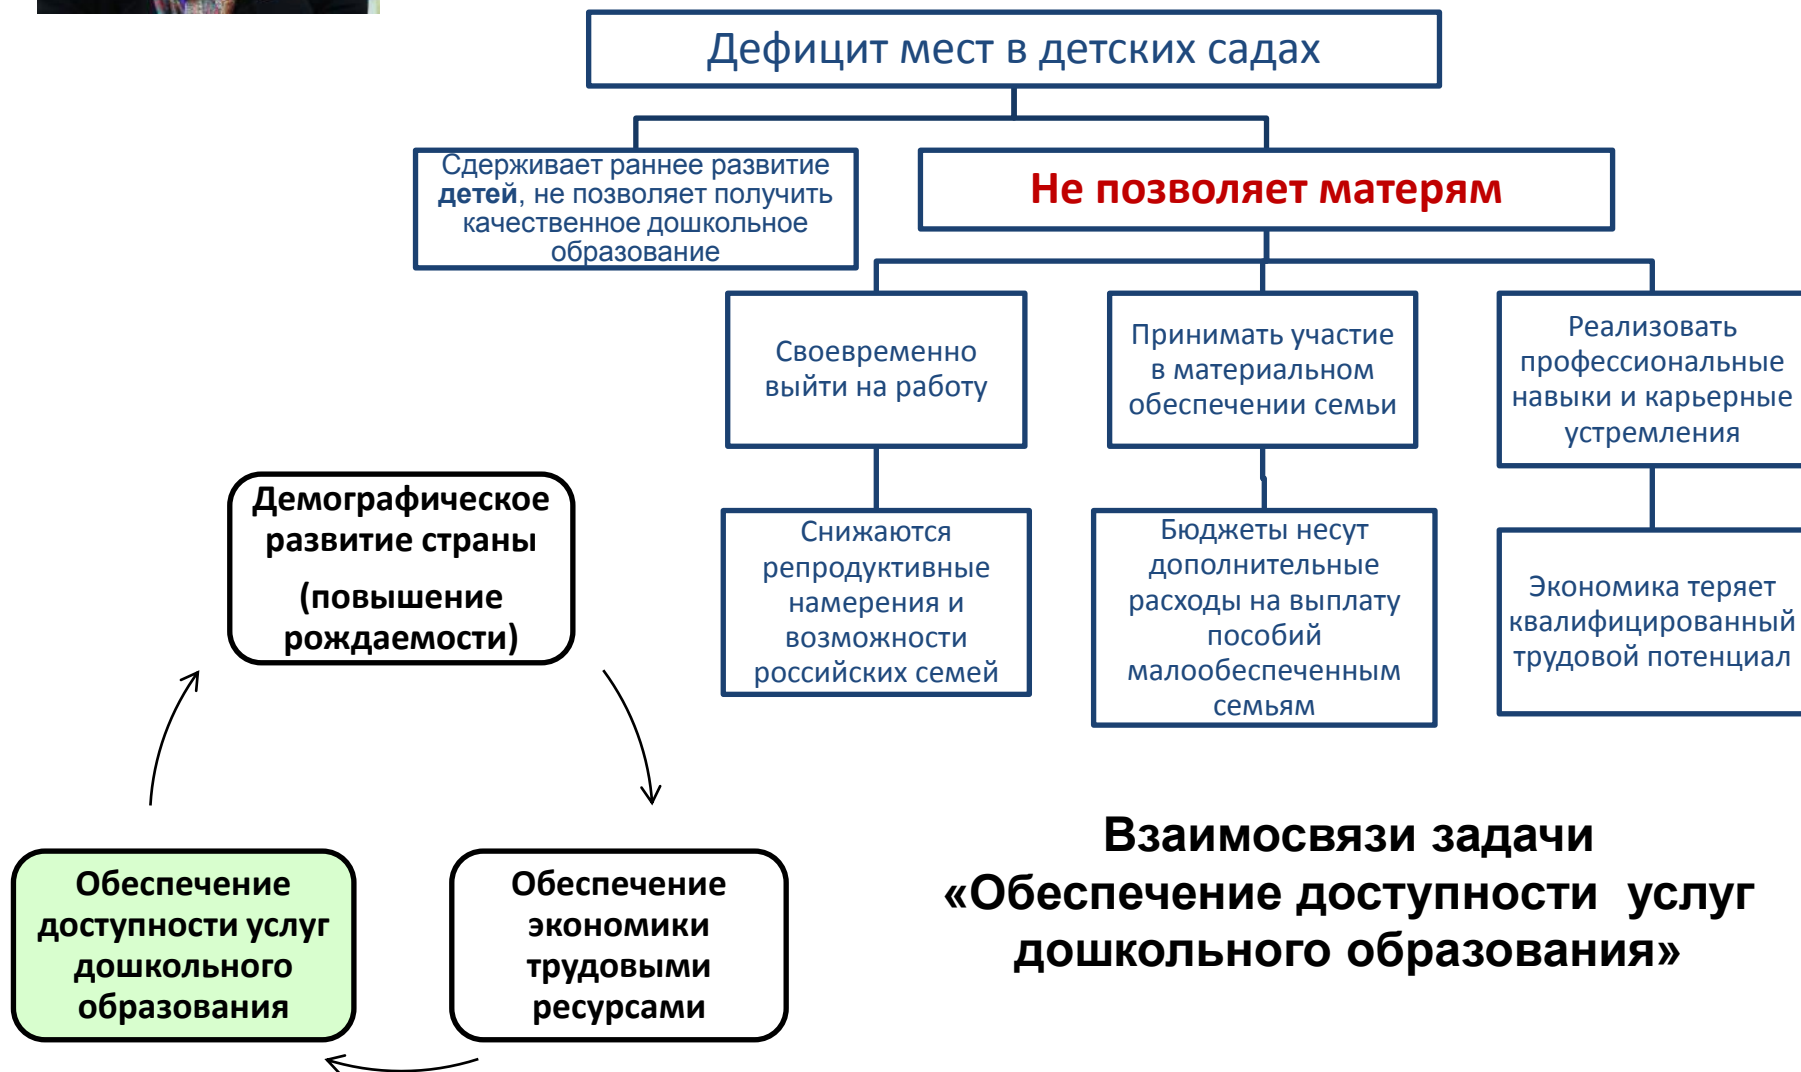 Дефицит мест в детских садах
Сдерживает раннее развитие
детей, не позволяет получить
качественное дошкольное
образование
Не позволяет матерям
Своевременно
выйти на работу
Принимать участие
в материальном
обеспечении семьи
Реализовать
профессиональные
навыки и карьерные
устремления
Снижаются
репродуктивные
намерения и
возможности
российских семей
Бюджеты несут
дополнительные
расходы на выплату
пособий
малообеспеченным
семьям
Экономика теряет
квалифицированный
трудовой потенциал
Демографическое
развитие страны
(повышение
рождаемости)
Обеспечение
доступности услуг
дошкольного
образования
Обеспечение
экономики
трудовыми
ресурсами
Взаимосвязи задачи
«Обеспечение доступности услуг
дошкольного образования»